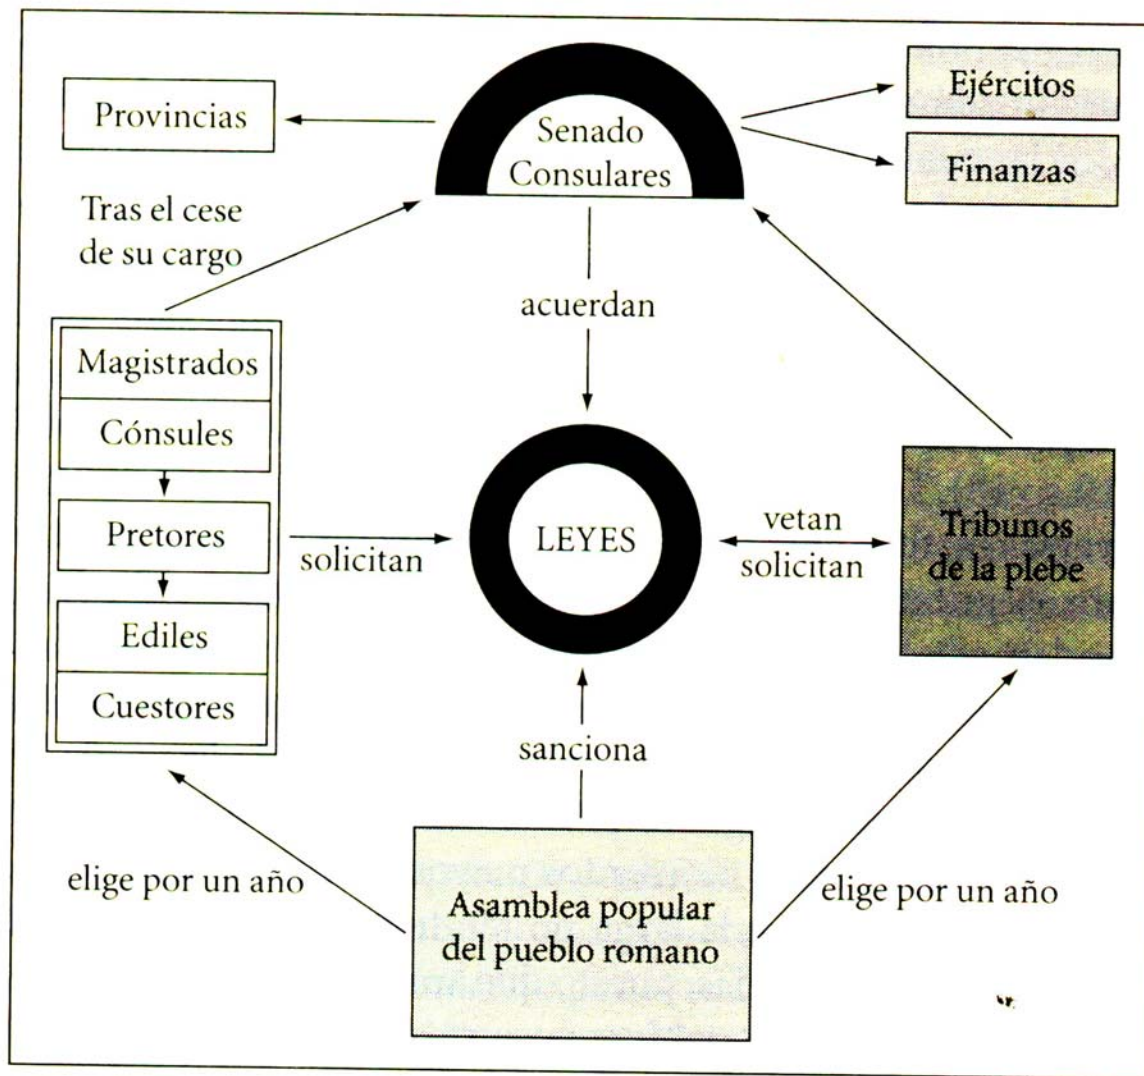 Provincias
Senado
Consulares
Ejércitos
Finanzas
Tras el cese
de su cargo
acuerdan
Magistrados
Cónsules
Pretores
Ediles
Cuestores
solicitan
LEYES
vetan
solicitan
Tribunos
de la plebe
sanciona
elige por un año
Asamblea popular
del pueblo romano
elige por un año